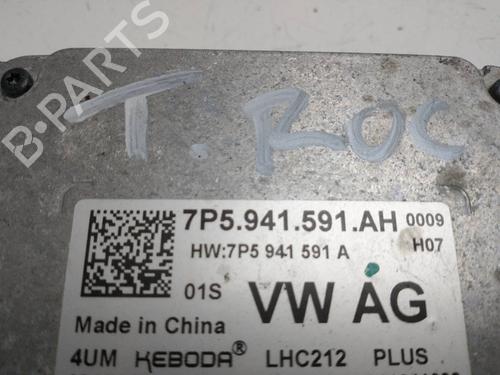 B-PARTS
T. ROC
7P5.941.591.AH 0009
HW:7P5 941 591 A H07
01S VW AG
Made in China
4UM KEBODA® LHC212 PLUS